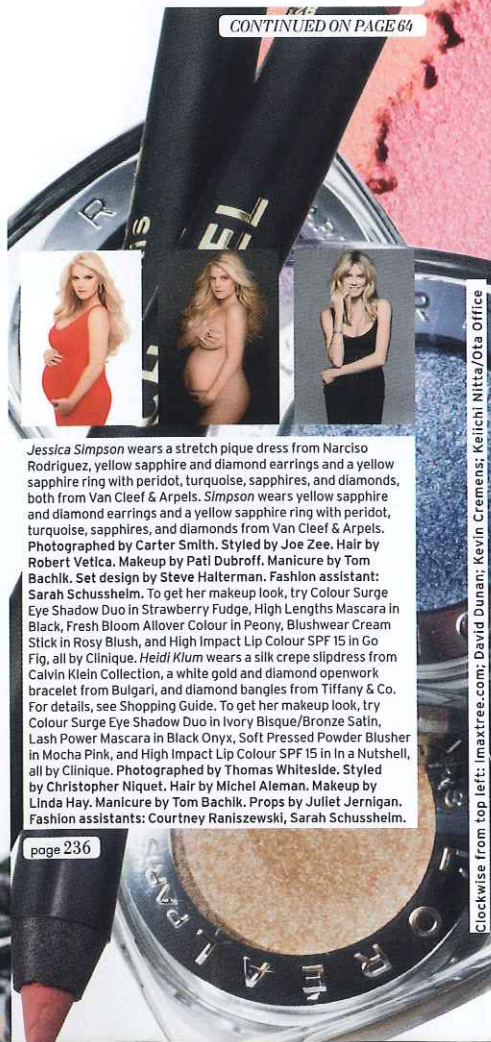 CONTINUED ON PAGE 64
Jessica Simpson wears a stretch pique dress from Narciso
Rodriguez, yellow sapphire and diamond earrings and a yellow
sapphire ring with peridot, turquoise, sapphires, and diamonds,
both from Van Cleef & Arpels. Simpson wears yellow sapphire
and diamond earrings and a yellow sapphire ring with peridot,
turquoise, sapphires, and diamonds from Van Cleef & Arpels.
Photographed by Carter Smith. Styled by Joe Zee. Hair by
Robert Vetica. Makeup by Pati Dubroff. Manicure by Tom
Bachik. Set design by Steve Halterman. Fashion assistant:
Sarah Schussheim. To get her makeup look, try Colour Surge
Eye Shadow Duo in Strawberry Fudge, High Lengths Mascara in
Black, Fresh Bloom Allover Colour in Peony, Blushwear Cream
Stick in Rosy Blush, and High Impact Lip Colour SPF 15 in Go
Fig, all by Clinique. Heidi Klum wears a silk crepe slipdress from
Calvin Klein Collection, a white gold and diamond openwork
bracelet from Bulgari, and diamond bangles from Tiffany & Co.
For details, see Shopping Guide. To get her makeup look, try
Colour Surge Eye Shadow Duo in Ivory Bisque/Bronze Satin,
Lash Power Mascara in Black Onyx, Soft Pressed Powder Blusher
in Mocha Pink, and High Impact Lip Colour SPF 15 in In a Nutshell,
all by Clinique. Photographed by Thomas Whiteside. Styled
by Christopher Niquet. Hair by Michel Aleman. Makeup by
Linda Hay. Manicure by Tom Bachik. Props by Juliet Jernigan.
Fashion assistants: Courtney Raniszewski, Sarah Schussheim.
page 236
L'ORÉAL PARIS
Clockwise from top left: Imaxtree.com; David Dunan; Kevin Cremens; Keiichi Nitta/Ota Office